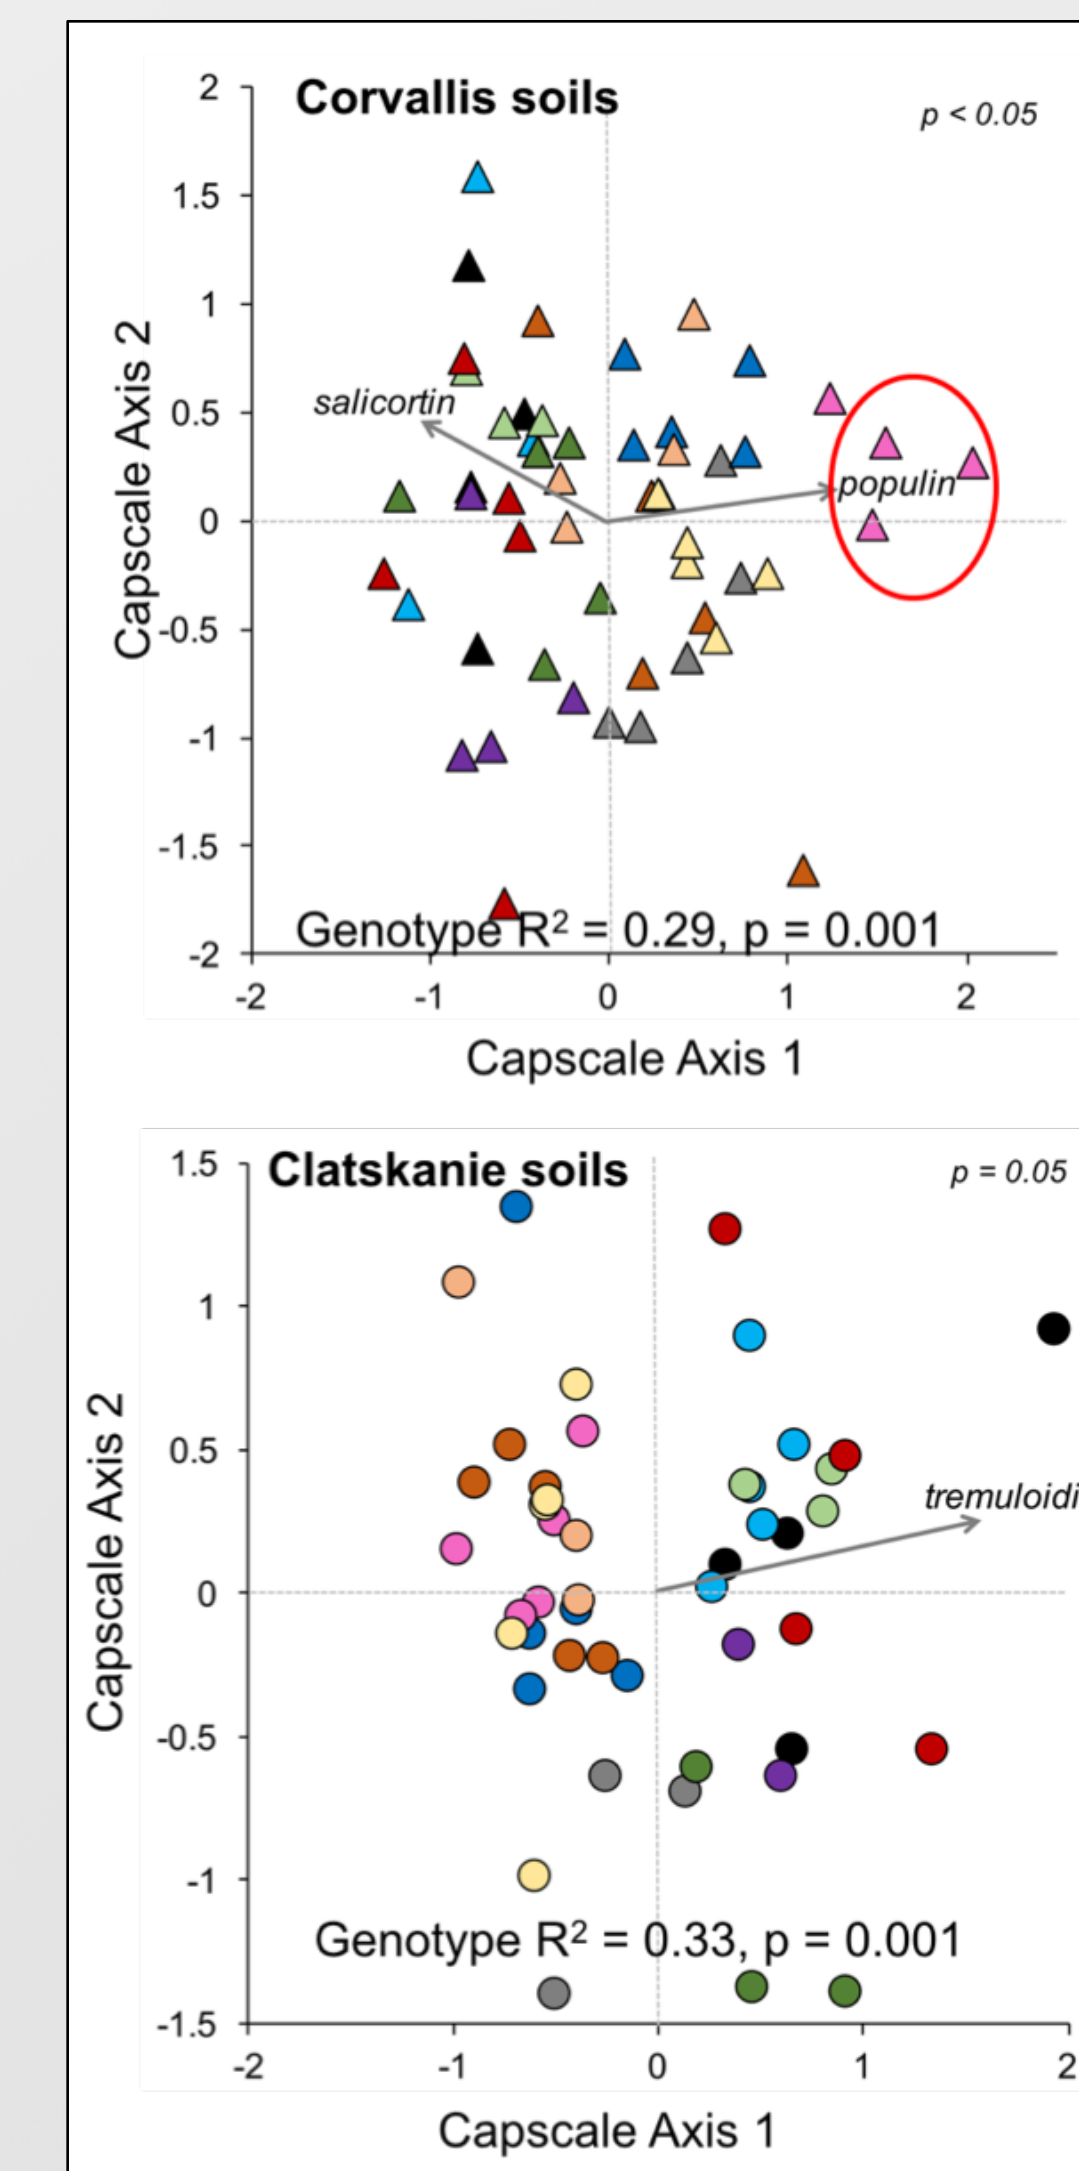 Corvallis soils
p < 0.05
2
1.5
1
0.5
0
-0.5
-1
-1.5
-2
Capscale Axis 2
salicortin
populin
Genotype R² = 0.29, p = 0.001
-2 -1 0 1 2
Capscale Axis 1
Clatskanie soils
p = 0.05
1.5
1
0.5
0
-0.5
-1
-1.5
Capscale Axis 2
tremuloidi
Genotype R² = 0.33, p = 0.001
-2 -1 0 1 2
Capscale Axis 1